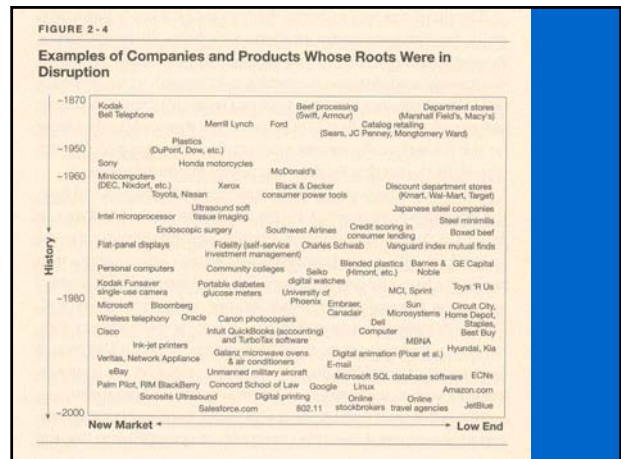 FIGURE 2-4
Examples of Companies and Products Whose Roots Were in
Disruption
~1870
Kodak
Bell Telephone
Beef processing
(Swift, Armour)
Department stores
(Marshall Field's, Macy's)
Merrill Lynch
Ford
Catalog retailing
(Sears, JC Penney, Mongtomery Ward)
Plastics
(DuPont, Dow, etc.)
~1950
Sony
Honda motorcycles
McDonald's
~1960
Minicomputers
(DEC, Nixdorf, etc.)
Xerox
Black & Decker
consumer power tools
Discount department stores
(Kmart, Wal-Mart, Target)
Toyota, Nissan
Ultrasound soft
tissue imaging
Japanese steel companies
Intel microprocessor
Steel minimills
Endoscopic surgery
Southwest Airlines
Credit scoring in
consumer lending
Boxed beef
Flat-panel displays
Fidelity (self-service
investment management)
Charles Schwab
Vanguard index mutual finds
Personal computers
Community colleges
Seiko
digital watches
Blended plastics
(Himont, etc.)
Barnes &
Noble
GE Capital
Kodak Funsaver
single-use camera
Portable diabetes
glucose meters
University of
Phoenix
MCI, Sprint
Toys 'R Us
~1980
Microsoft
Bloomberg
Embraer,
Canadair
Sun
Microsystems
Circuit City,
Home Depot,
Staples,
Best Buy
Wireless telephony
Oracle
Canon photocopiers
Dell
Computer
Cisco
Intuit QuickBooks (accounting)
and TurboTax software
MBNA
Ink-jet printers
Hyundai, Kia
Veritas, Network Appliance
Galanz microwave ovens
& air conditioners
Digital animation (Pixar et al.)
E-mail
eBay
Unmanned military aircraft
Microsoft SQL database software
ECNs
Palm Pilot, RIM BlackBerry
Concord School of Law
Google
Linux
Amazon.com
Sonosite Ultrasound
Digital printing
Online
stockbrokers
Online
travel agencies
JetBlue
~2000
Salesforce.com
802.11
History
New Market
Low End